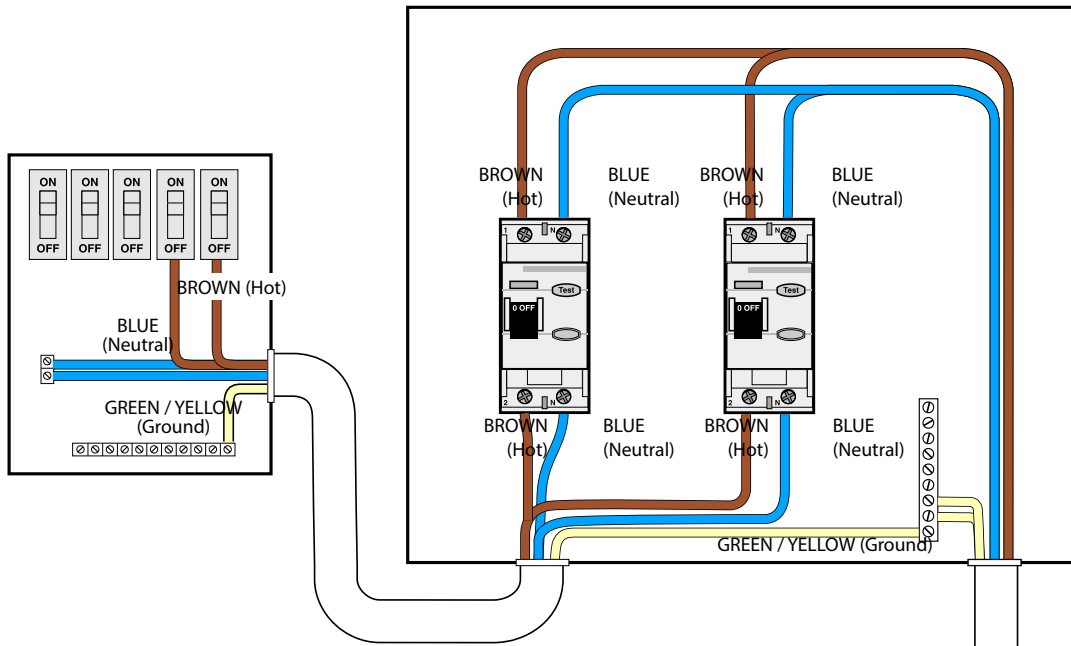 ON
ON
ON
ON
ON
OFF
OFF
OFF
OFF
OFF
BROWN (Hot)
BLUE
(Neutral)
GREEN / YELLOW
(Ground)
BROWN
(Hot)
BLUE
(Neutral)
BROWN
(Hot)
BLUE
(Neutral)
1
N
Test
0 OFF
2
N
1
N
Test
0 OFF
2
N
BROWN
(Hot)
BLUE
(Neutral)
BROWN
(Hot)
BLUE
(Neutral)
GREEN / YELLOW (Ground)